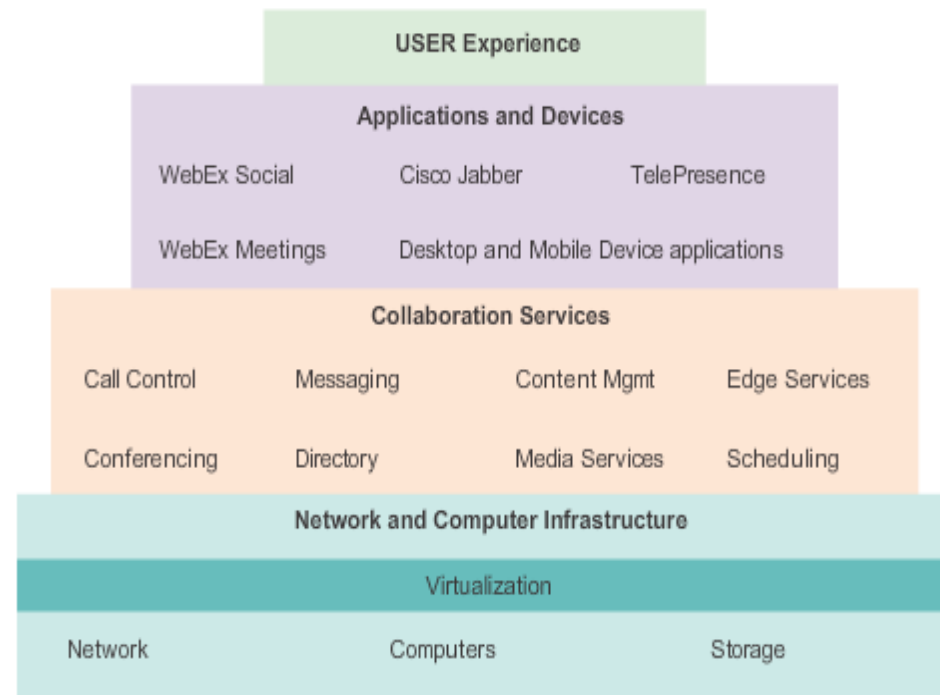 USER Experience
Applications and Devices
WebEx Social Cisco Jabber TelePresence
WebEx Meetings Desktop and Mobile Device applications
Collaboration Services
Call Control Messaging Content Mgmt Edge Services
Conferencing Directory Media Services Scheduling
Network and Computer Infrastructure
Virtualization
Network Computers Storage